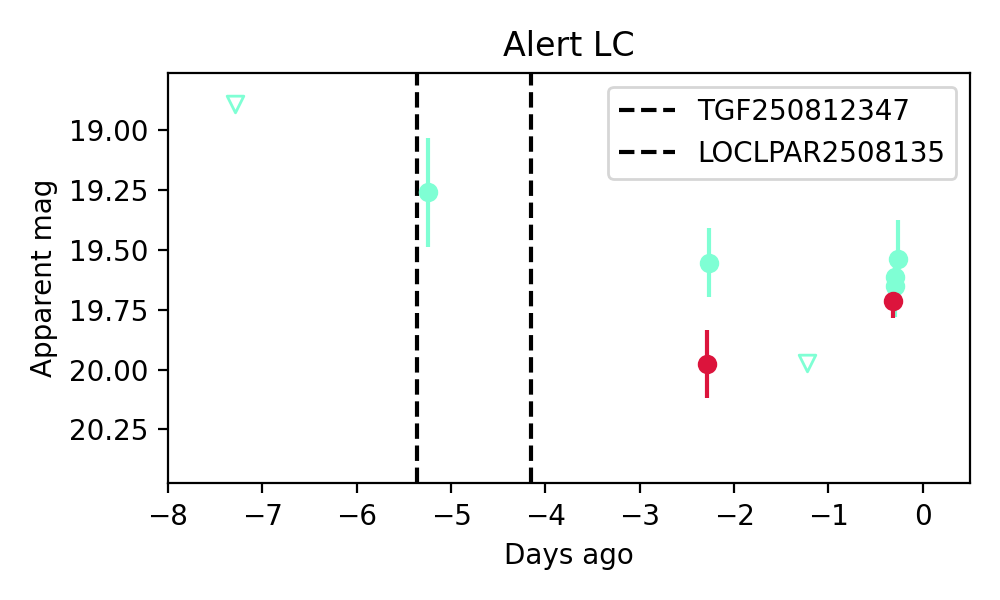 Alert LC
TGF250812347
LOCLPAR2508135
Apparent mag
19.00
19.25
19.50
19.75
20.00
20.25
−8 −7 −6 −5 −4 −3 −2 −1 0
Days ago